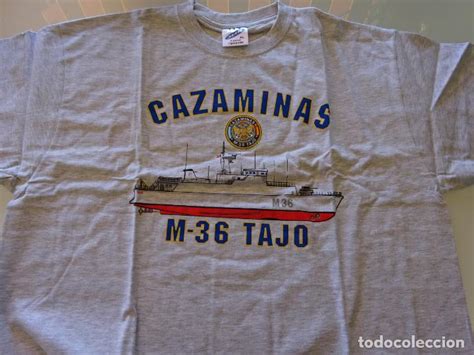 CAZAMINAS
M36
M-36 TAJO
todocoleccion